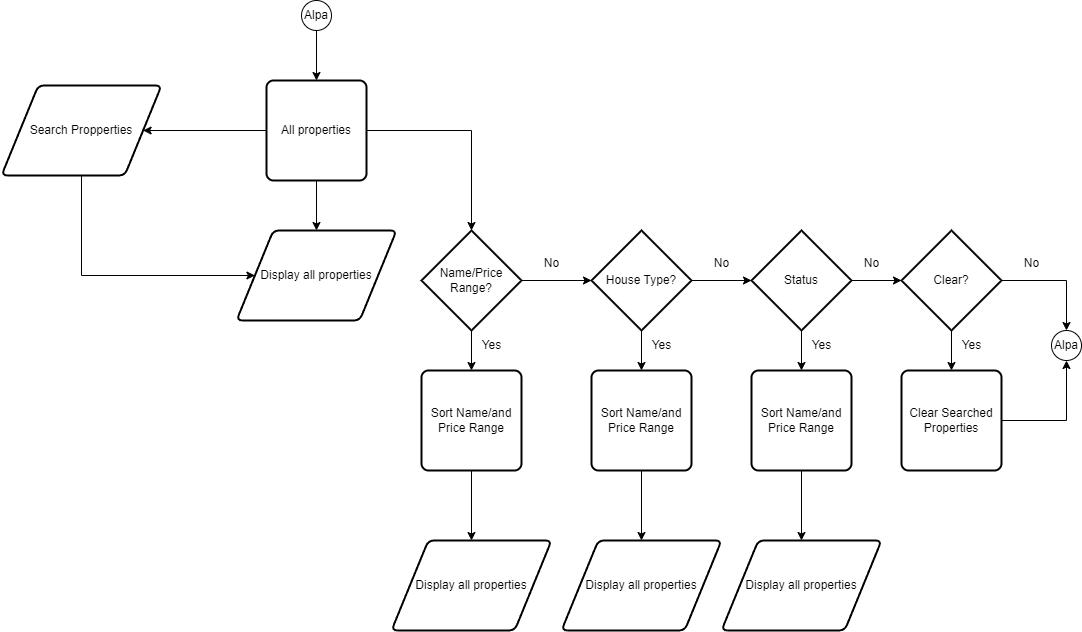 Alpa
Search Propperties
All properties
Display all properties
Name/Price
Range?
No
House Type?
No
Status
No
Clear?
No
Yes
Yes
Yes
Yes
Alpa
Sort Name/and
Price Range
Sort Name/and
Price Range
Sort Name/and
Price Range
Clear Searched
Properties
Display all properties
Display all properties
Display all properties